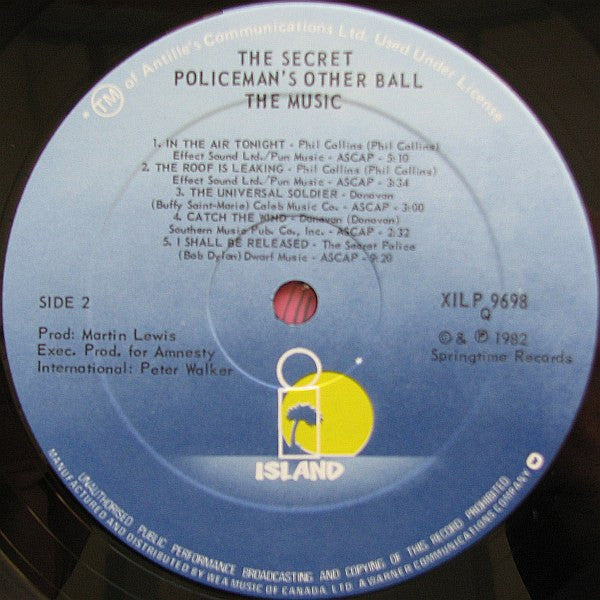 * TM of Antille's Communications Ltd. Used Under License
THE SECRET
POLICEMAN'S OTHER BALL
THE MUSIC
1. IN THE AIR TONIGHT - Phil Collins (Phil Collins)
Effect Sound Ltd./Pun Music - ASCAP - 5:10
2. THE ROOF IS LEAKING - Phil Collins (Phil Collins)
Effect Sound Ltd./Pun Music - ASCAP - 3:34
3. THE UNIVERSAL SOLDIER - Donovan
(Buffy Saint-Marie) Caleb Music Co. - ASCAP - 3:00
4. CATCH THE WIND - Donovan (Donovan)
Southern Music Pub. Co., Inc. - ASCAP - 2:32
5. I SHALL BE RELEASED - The Secret Police
(Bob Dylan) Dwarf Music - ASCAP - 9:20
SIDE 2
XILP 9698
Q
Prod: Martin Lewis
Exec. Prod. for Amnesty
International: Peter Walker
© & ℗ 1982
Springtime Records
ISLAND
UNAUTHORISED PUBLIC PERFORMANCE BROADCASTING AND COPYING OF THIS RECORD PROHIBITED
MANUFACTURED AND DISTRIBUTED BY WEA MUSIC OF CANADA, LTD. A WARNER COMMUNICATIONS COMPANY